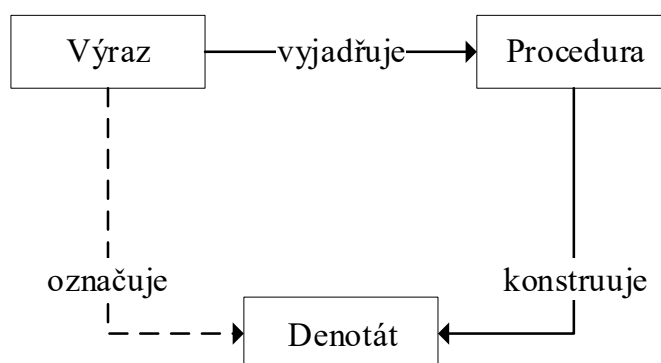 Výraz
vyjadřuje
Procedura
označuje
konstruuje
Denotát